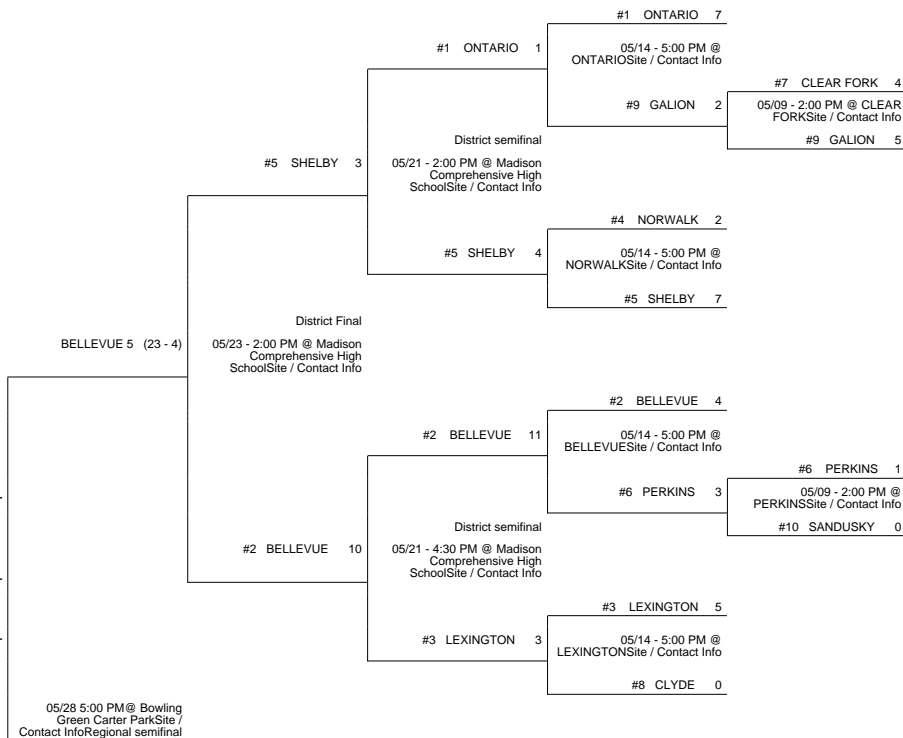 #1 ONTARIO 7
#1 ONTARIO 1
05/14 - 5:00 PM @
ONTARIOSite / Contact Info
#7 CLEAR FORK 4
#9 GALION 2
05/09 - 2:00 PM @ CLEAR
FORKSite / Contact Info
#9 GALION 5
District semifinal
#5 SHELBY 3
05/21 - 2:00 PM @ Madison
Comprehensive High
SchoolSite / Contact Info
#4 NORWALK 2
#5 SHELBY 4
05/14 - 5:00 PM @
NORWALKSite / Contact Info
#5 SHELBY 7
District Final
BELLEVUE 5 (23 - 4)
05/23 - 2:00 PM @ Madison
Comprehensive High
SchoolSite / Contact Info
#2 BELLEVUE 4
#2 BELLEVUE 11
05/14 - 5:00 PM @
BELLEVUESite / Contact Info
#6 PERKINS 1
#6 PERKINS 3
05/09 - 2:00 PM @
PERKINSSite / Contact Info
#10 SANDUSKY 0
District semifinal
#2 BELLEVUE 10
05/21 - 4:30 PM @ Madison
Comprehensive High
SchoolSite / Contact Info
#3 LEXINGTON 5
#3 LEXINGTON 3
05/14 - 5:00 PM @
LEXINGTONSite / Contact Info
#8 CLYDE 0
05/28 5:00 PM@ Bowling
Green Carter ParkSite /
Contact InfoRegional semifinal